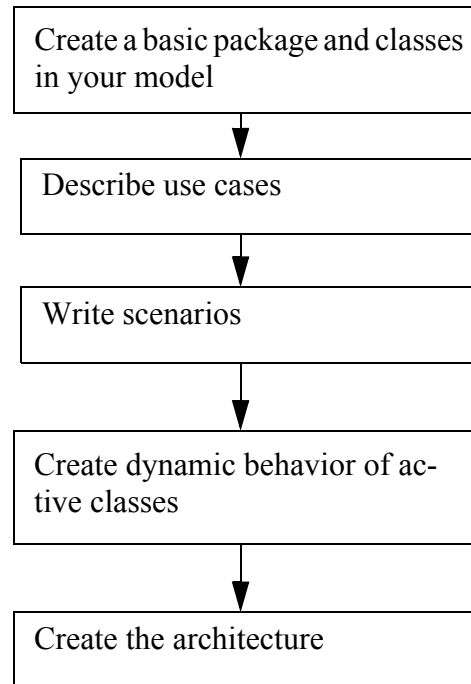 Create a basic package and classes
in your model
Describe use cases
Write scenarios
Create dynamic behavior of ac-
tive classes
Create the architecture